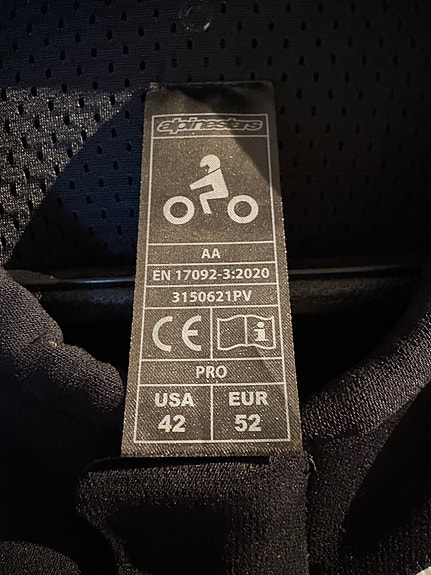 alpinestars
AA
EN 17092-3:2020
3150621PV
CE
PRO
USA EUR
42 52